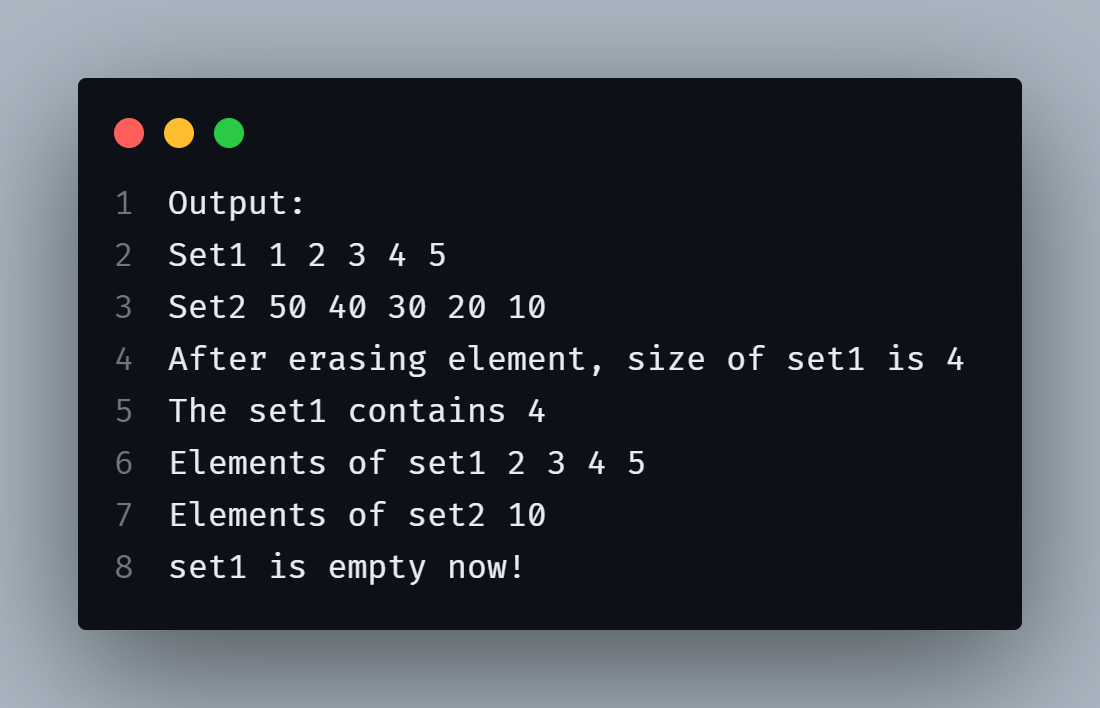 1 Output:
2 Set1 1 2 3 4 5
3 Set2 50 40 30 20 10
4 After erasing element, size of set1 is 4
5 The set1 contains 4
6 Elements of set1 2 3 4 5
7 Elements of set2 10
8 set1 is empty now!